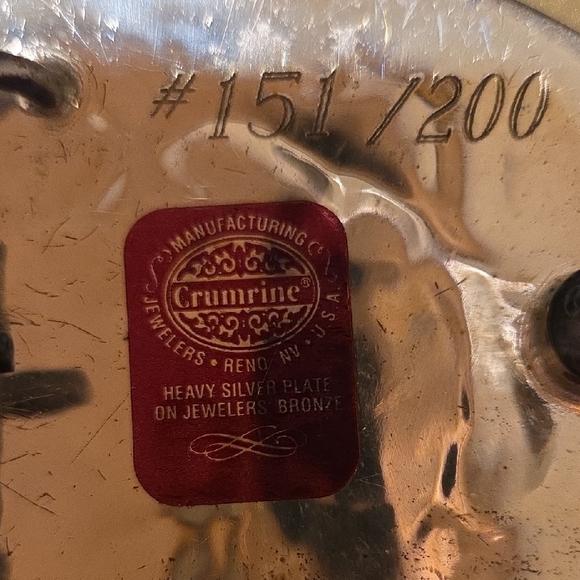 #151/200
MANUFACTURING
Crumrine®
JEWELERS • RENO NV • U.S.A.
HEAVY SILVER PLATE
ON JEWELERS' BRONZE